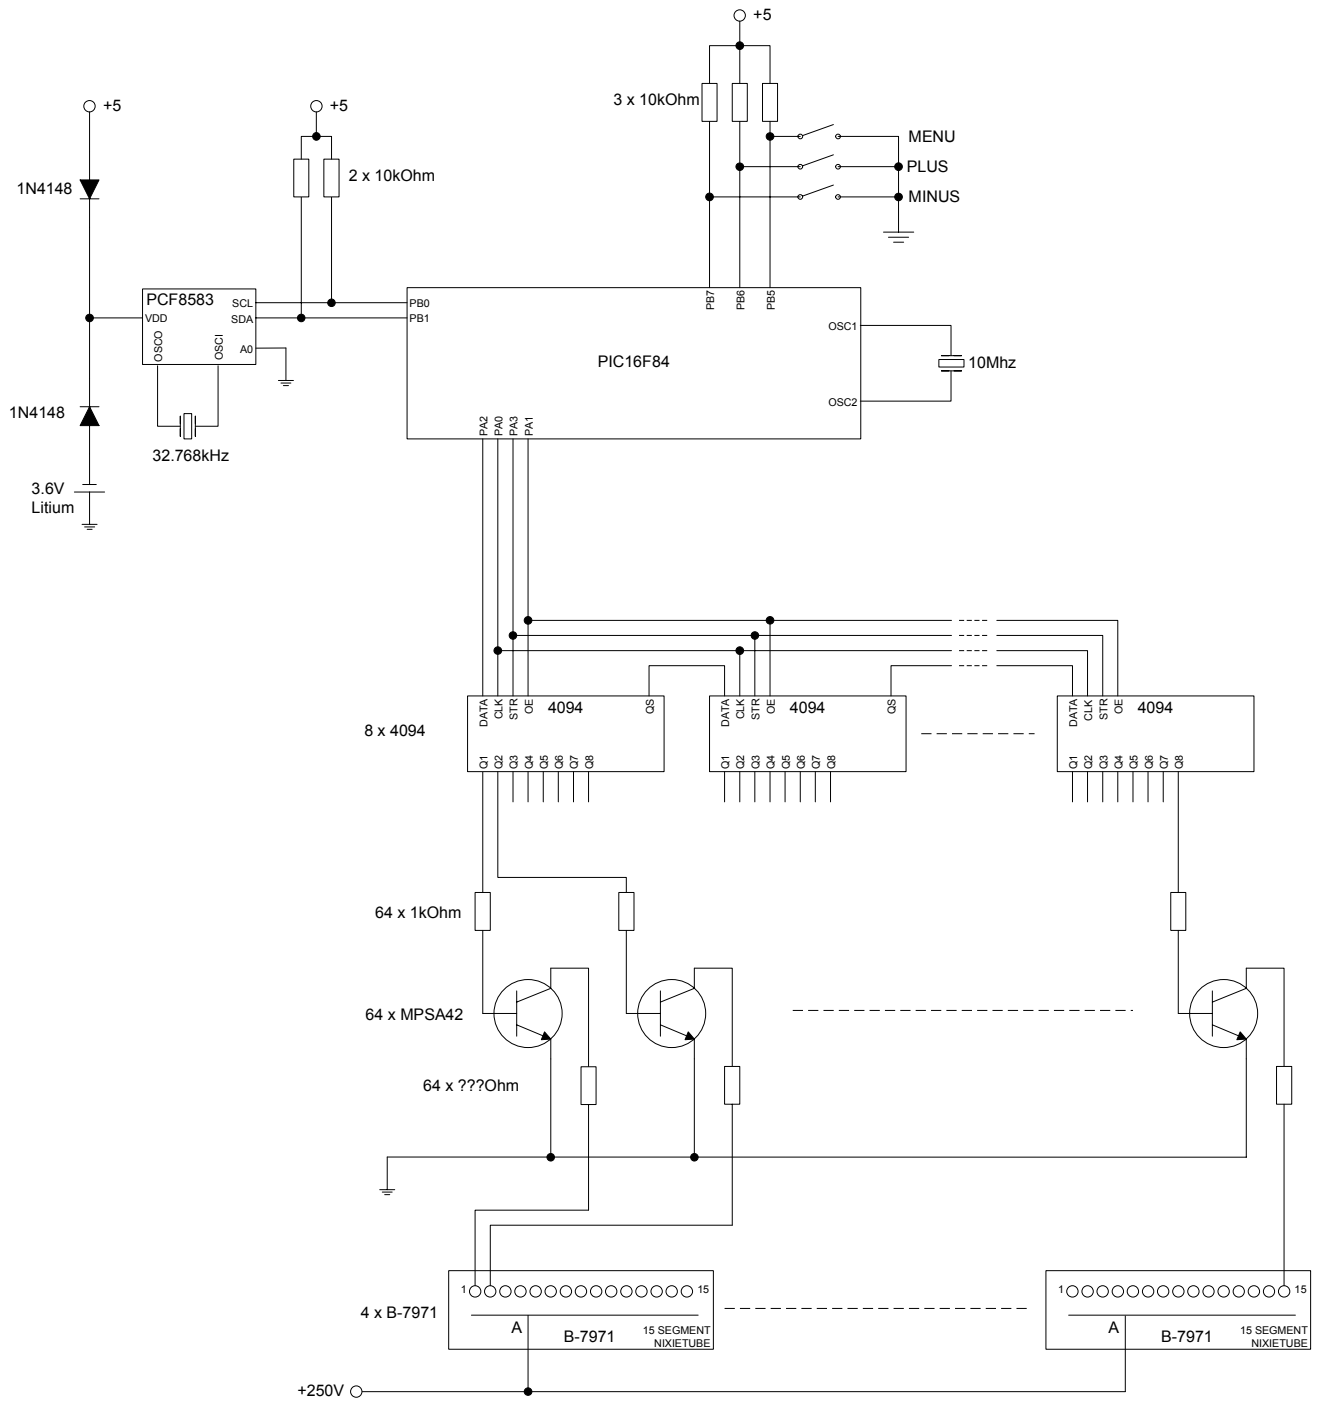 +5
3 x 10kOhm
MENU
PLUS
MINUS
+5
+5
1N4148
2 x 10kOhm
PCF8583
SCL
SDA
VDD
OSCO
OSCI
A0
32.768kHz
1N4148
3.6V
Litium
PB0
PB1
PB7
PB6
PB5
OSC1
OSC2
PIC16F84
10Mhz
PA2
PA0
PA3
PA1
8 x 4094
DATA
CLK
STR
OE
4094
QS
Q1
Q2
Q3
Q4
Q5
Q6
Q7
Q8
DATA
CLK
STR
OE
4094
QS
Q1
Q2
Q3
Q4
Q5
Q6
Q7
Q8
DATA
CLK
STR
OE
4094
Q1
Q2
Q3
Q4
Q5
Q6
Q7
Q8
64 x 1kOhm
64 x MPSA42
64 x ???Ohm
4 x B-7971
1
15
A
B-7971
15 SEGMENT
NIXIETUBE
1
15
A
B-7971
15 SEGMENT
NIXIETUBE
+250V